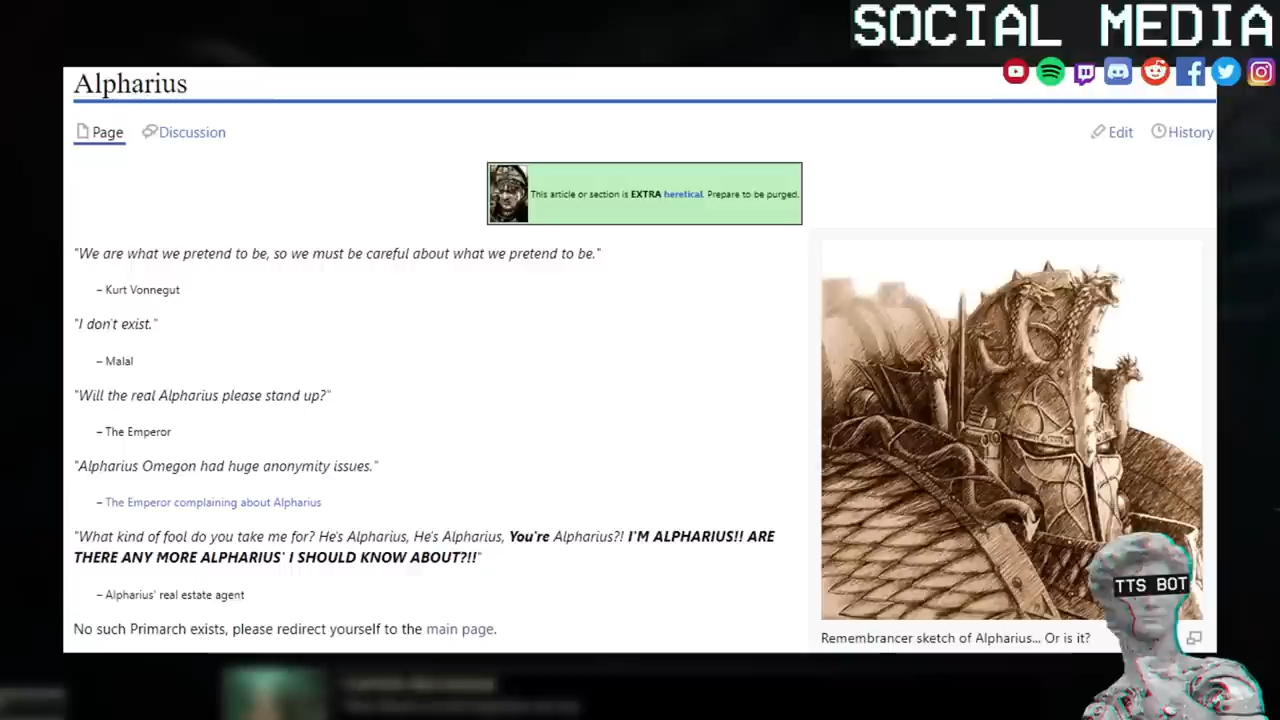 SOCIAL MEDIA
Alpharius
Page Discussion Edit History
This article or section is EXTRA heretical. Prepare to be purged.
"We are what we pretend to be, so we must be careful about what we pretend to be."
– Kurt Vonnegut
"I don't exist."
– Malal
"Will the real Alpharius please stand up?"
– The Emperor
"Alpharius Omegon had huge anonymity issues."
– The Emperor complaining about Alpharius
"What kind of fool do you take me for? He's Alpharius, He's Alpharius, You're Alpharius?! I'M ALPHARIUS!! ARE
THERE ANY MORE ALPHARIUS' I SHOULD KNOW ABOUT?!!"
– Alpharius' real estate agent
No such Primarch exists, please redirect yourself to the main page.
TTS BOT
Remembrancer sketch of Alpharius... Or is it?